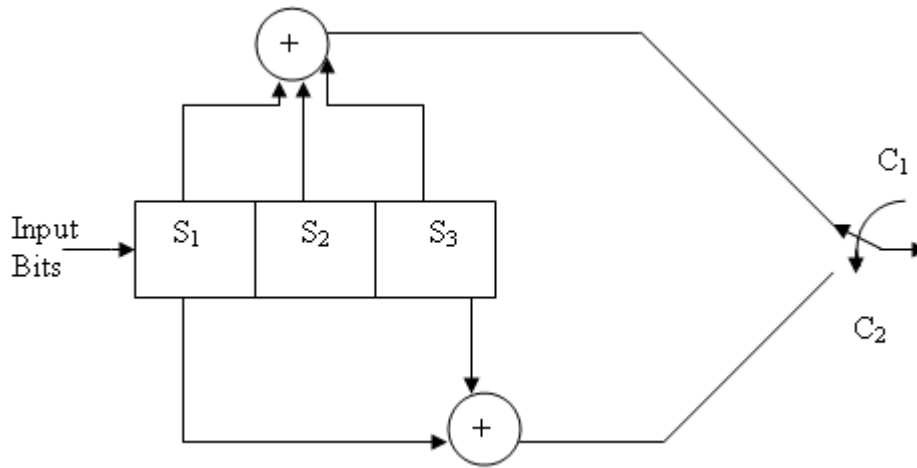 +
C₁
Input
Bits
S₁
S₂
S₃
C₂
+